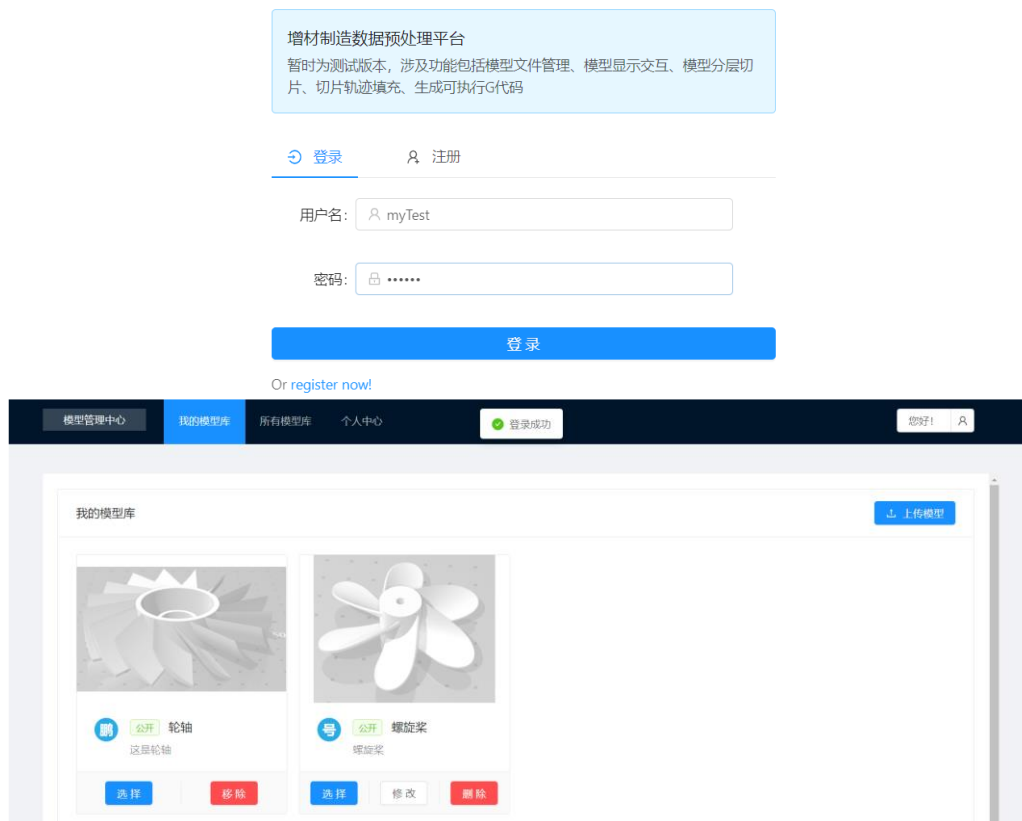 增材制造数据预处理平台
暂时为测试版本，涉及功能包括模型文件管理、模型显示交互、模型分层切
片、切片轨迹填充、生成可执行G代码
登录 注册
用户名: myTest
密码: ••••••
登 录
Or register now!
模型管理中心 我的模型库 所有模型库 个人中心 登录成功 您好!
我的模型库 上传模型
鹏 公开 轮轴
这是轮轴
号 公开 螺旋桨
螺旋桨
选 择 移 除 选 择 修 改 删 除